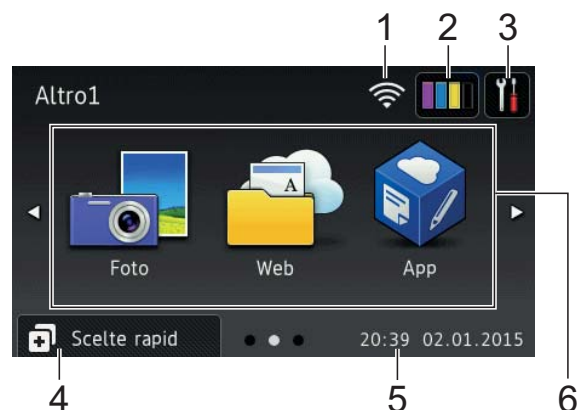 1 2 3
Altro1
A
Foto Web App
Scelte rapid 20:39 02.01.2015
4 5 6